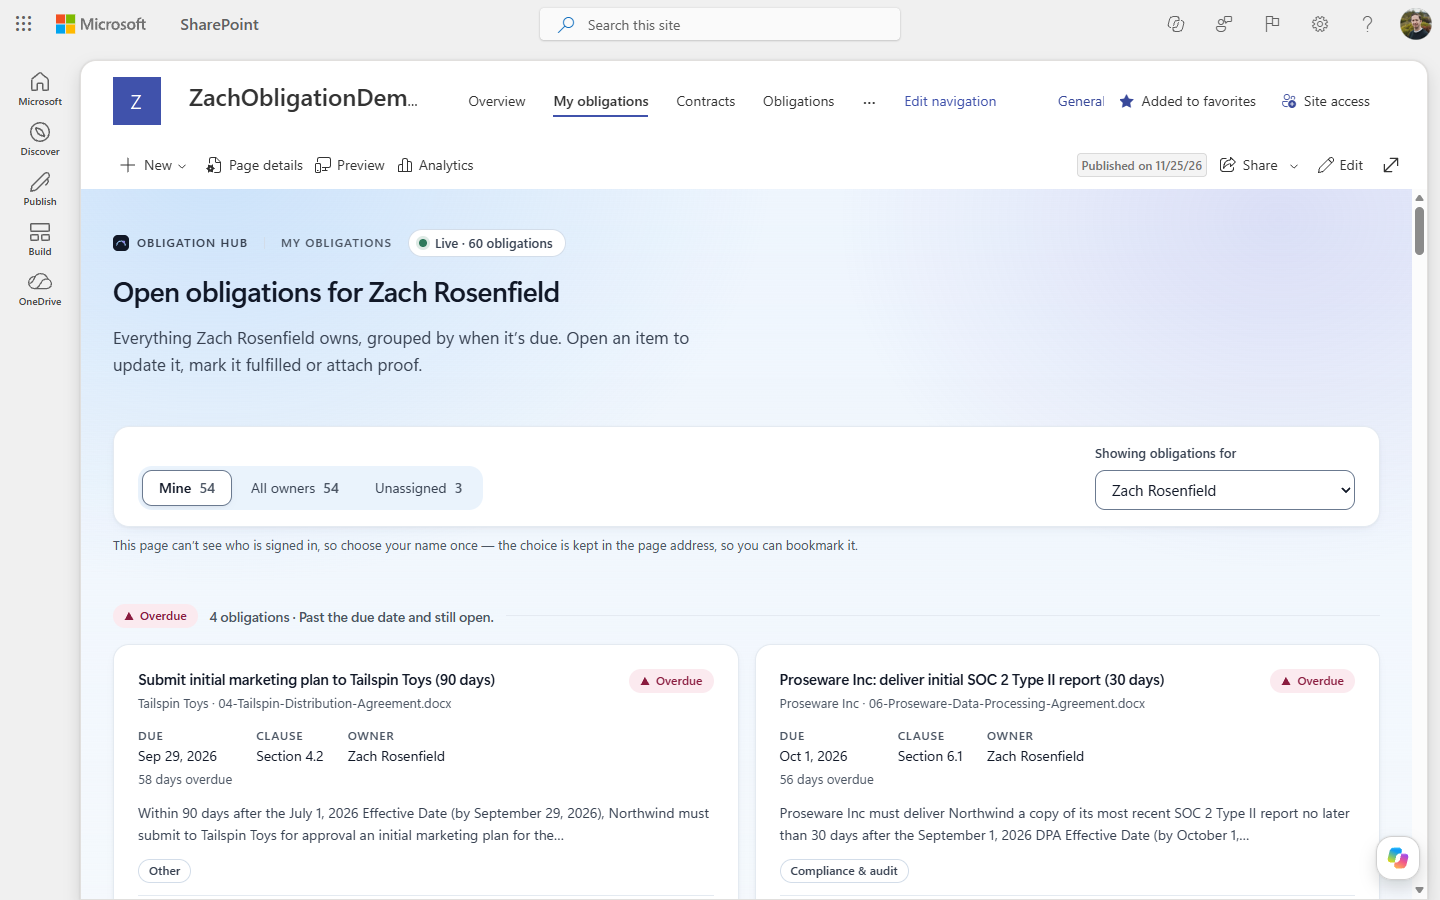 Microsoft
SharePoint
Search this site
Microsoft
Discover
Publish
Build
OneDrive
Z
ZachObligationDem...
Overview
My obligations
Contracts
Obligations
...
Edit navigation
General
Added to favorites
Site access
New
Page details
Preview
Analytics
Published on 11/25/26
Share
Edit
OBLIGATION HUB
MY OBLIGATIONS
Live · 60 obligations
Open obligations for Zach Rosenfield
Everything Zach Rosenfield owns, grouped by when it’s due. Open an item to
update it, mark it fulfilled or attach proof.
Mine 54
All owners 54
Unassigned 3
Showing obligations for
Zach Rosenfield
This page can’t see who is signed in, so choose your name once — the choice is kept in the page address, so you can bookmark it.
Overdue
4 obligations · Past the due date and still open.
Submit initial marketing plan to Tailspin Toys (90 days)
Overdue
Tailspin Toys · 04-Tailspin-Distribution-Agreement.docx
DUE CLAUSE OWNER
Sep 29, 2026 Section 4.2 Zach Rosenfield
58 days overdue
Within 90 days after the July 1, 2026 Effective Date (by September 29, 2026), Northwind must
submit to Tailspin Toys for approval an initial marketing plan for the...
Other
Proseware Inc: deliver initial SOC 2 Type II report (30 days)
Overdue
Proseware Inc · 06-Proseware-Data-Processing-Agreement.docx
DUE CLAUSE OWNER
Oct 1, 2026 Section 6.1 Zach Rosenfield
56 days overdue
Proseware Inc must deliver Northwind a copy of its most recent SOC 2 Type II report no later
than 30 days after the September 1, 2026 DPA Effective Date (by October 1,...
Compliance & audit